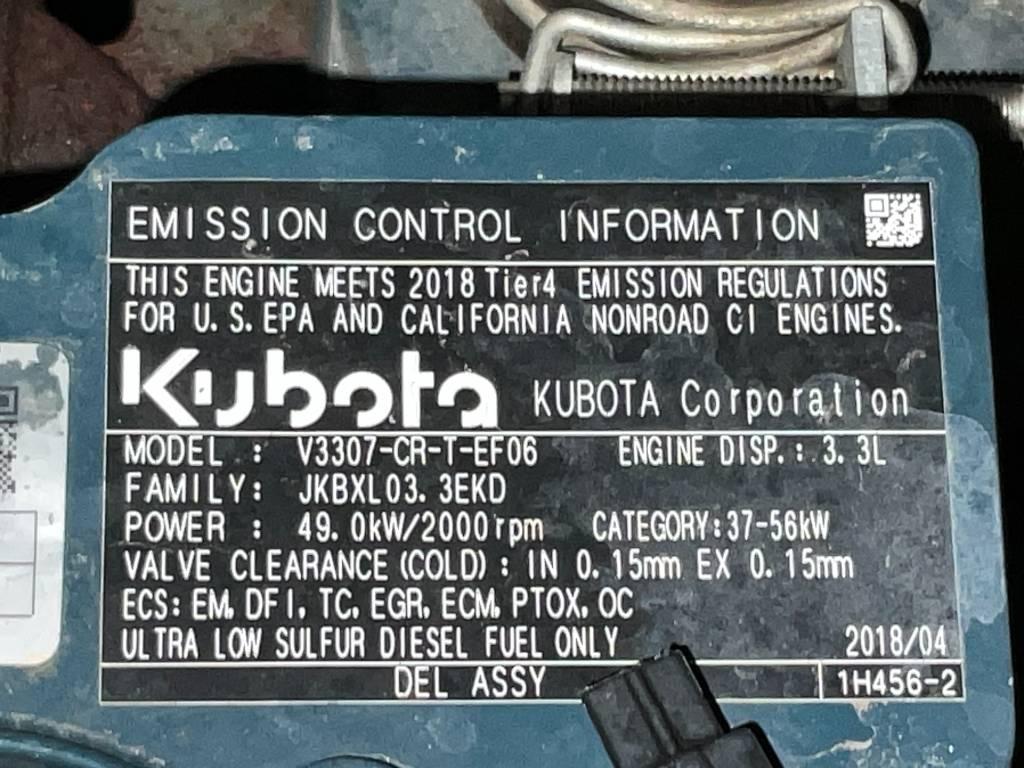 EMISSION CONTROL INFORMATION
THIS ENGINE MEETS 2018 Tier4 EMISSION REGULATIONS
FOR U.S.EPA AND CALIFORNIA NONROAD CI ENGINES.
Kubota KUBOTA Corporation
MODEL : V3307-CR-T-EF06 ENGINE DISP.: 3.3L
FAMILY: JKBXL03.3EKD
POWER : 49.0kW/2000rpm CATEGORY:37-56kW
VALVE CLEARANCE (COLD) : IN 0.15mm EX 0.15mm
ECS: EM, DFI, TC, EGR, ECM, PTOX, OC
ULTRA LOW SULFUR DIESEL FUEL ONLY 2018/04
DEL ASSY 1H456-2